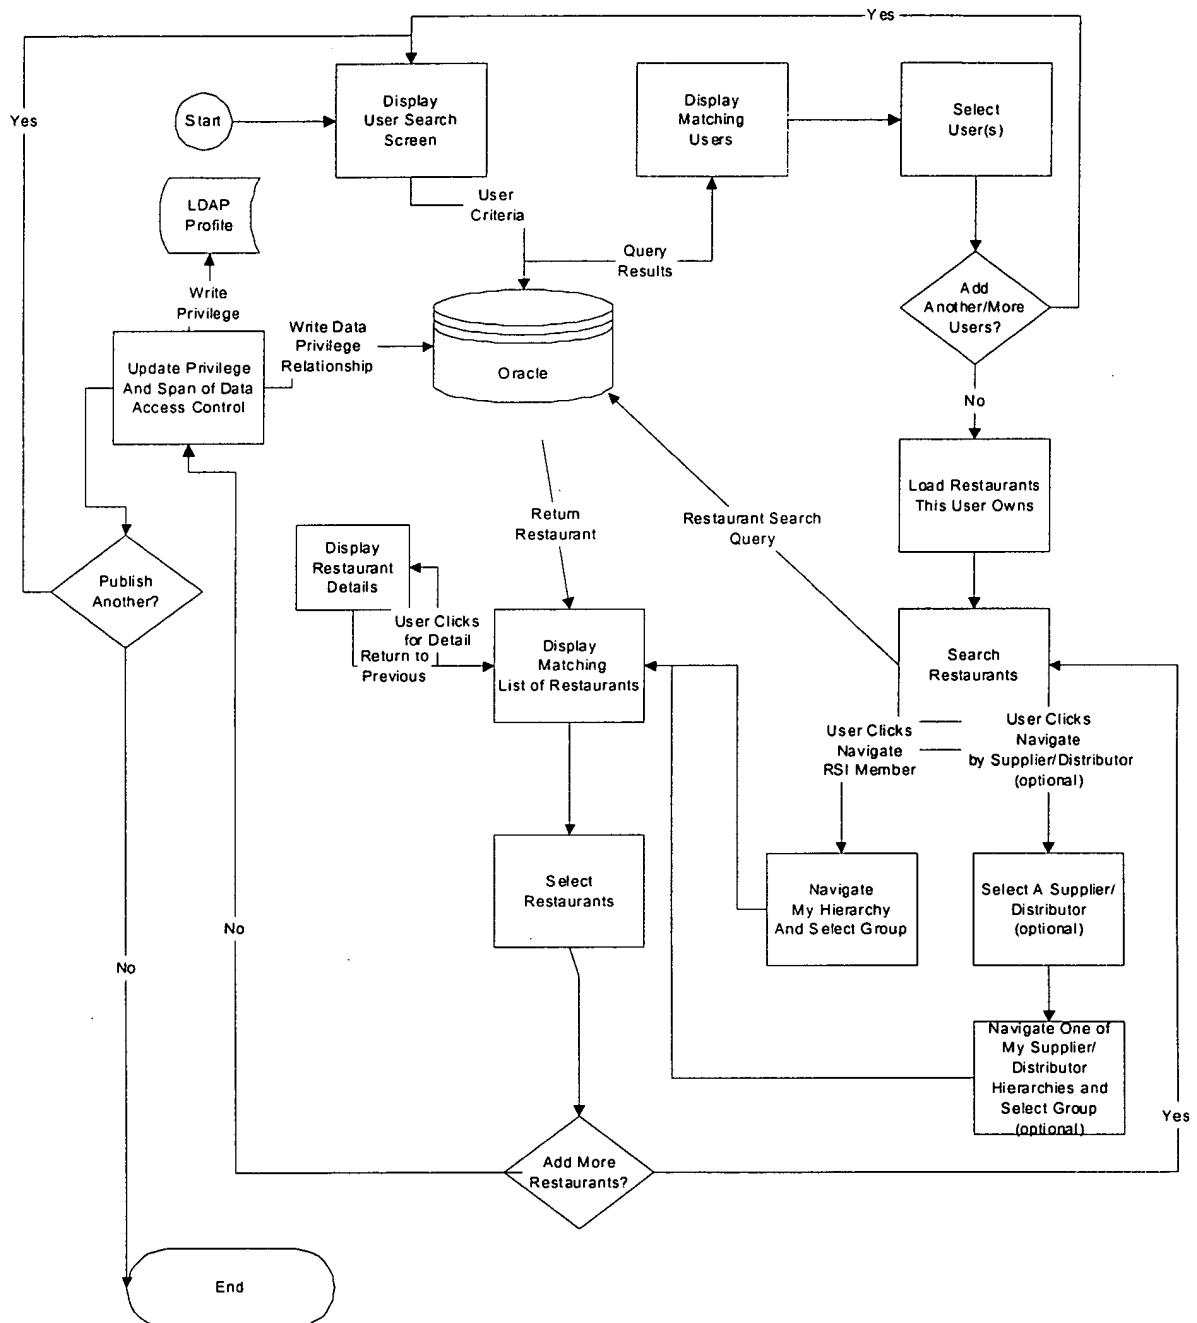 Yes
Yes
Start
Display
User Search
Screen
Display
Matching
Users
Select
User(s)
LDAP
Profile
User
Criteria
Query
Results
Write
Privilege
Write Data
Privilege
Relationship
Add
Another/More
Users?
Update Privilege
And Span of Data
Access Control
Oracle
No
Load Restaurants
This User Owns
Return
Restaurant
Restaurant Search
Query
Display
Restaurant
Details
Publish
Another?
User Clicks
for Detail
Return to
Previous
Display
Matching
List of Restaurants
Search
Restaurants
User Clicks
Navigate
RSI Member
User Clicks
Navigate
by Supplier/Distributor
(optional)
Select
Restaurants
Navigate
My Hierarchy
And Select Group
Select A Supplier/
Distributor
(optional)
No
No
Navigate One of
My Supplier/
Distributor
Hierarchies and
Select Group
(optional)
Yes
Add More
Restaurants?
End